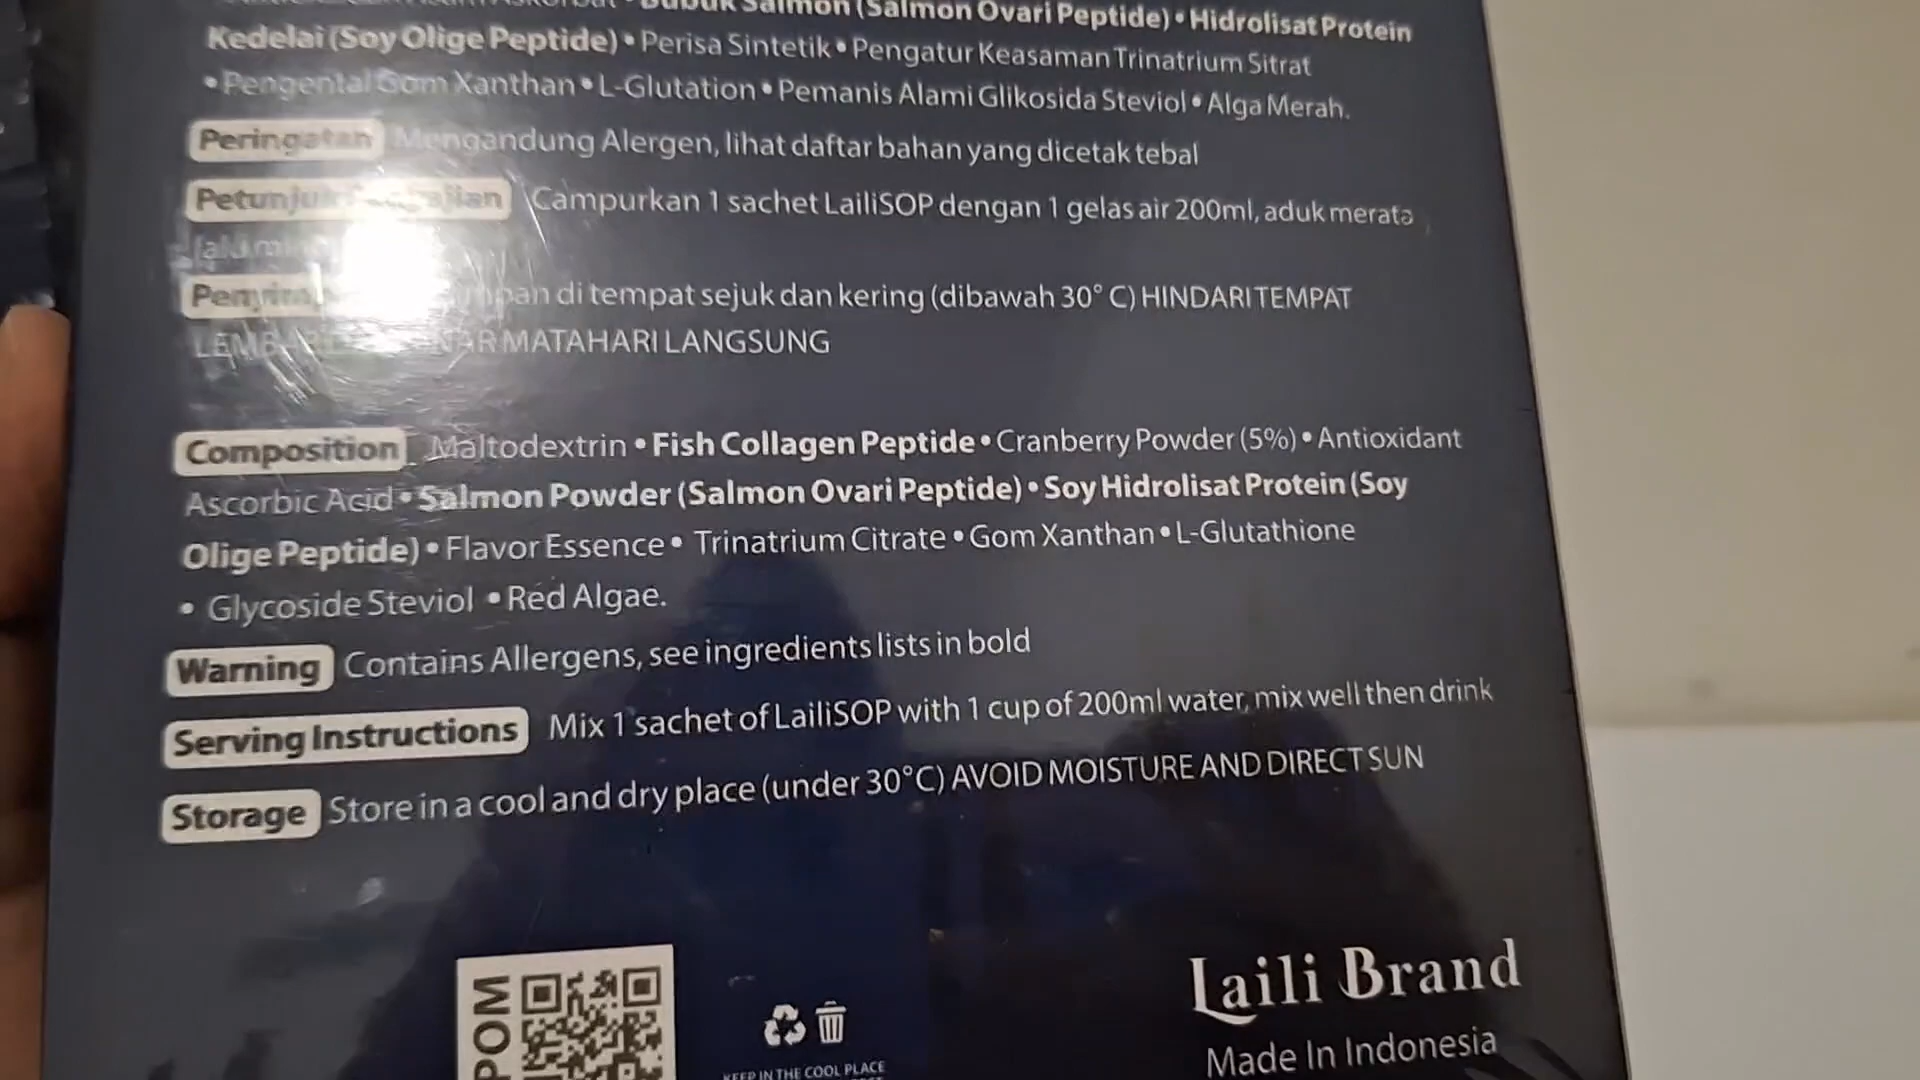 Bubuk Salmon (Salmon Ovari Peptide) • Hidrolisat Protein
Kedelai (Soy Olige Peptide) • Perisa Sintetik • Pengatur Keasaman Trinatrium Sitrat
• Pengental Gom Xanthan • L-Glutation • Pemanis Alami Glikosida Steviol • Alga Merah.
Peringatan Mengandung Alergen, lihat daftar bahan yang dicetak tebal
Campurkan 1 sachet LailiSOP dengan 1 gelas air 200ml, aduk merata
di tempat sejuk dan kering (dibawah 30° C) HINDARI TEMPAT
MATAHARI LANGSUNG
Composition Maltodextrin • Fish Collagen Peptide • Cranberry Powder (5%) • Antioxidant
Ascorbic Acid • Salmon Powder (Salmon Ovari Peptide) • Soy Hidrolisat Protein (Soy
Olige Peptide) • Flavor Essence • Trinatrium Citrate • Gom Xanthan • L-Glutathione
• Glycoside Steviol • Red Algae.
Warning Contains Allergens, see ingredients lists in bold
Serving Instructions Mix 1 sachet of LailiSOP with 1 cup of 200ml water, mix well then drink
Storage Store in a cool and dry place (under 30°C) AVOID MOISTURE AND DIRECT SUN
POM
KEEP IN THE COOL PLACE
Laili Brand
Made In Indonesia